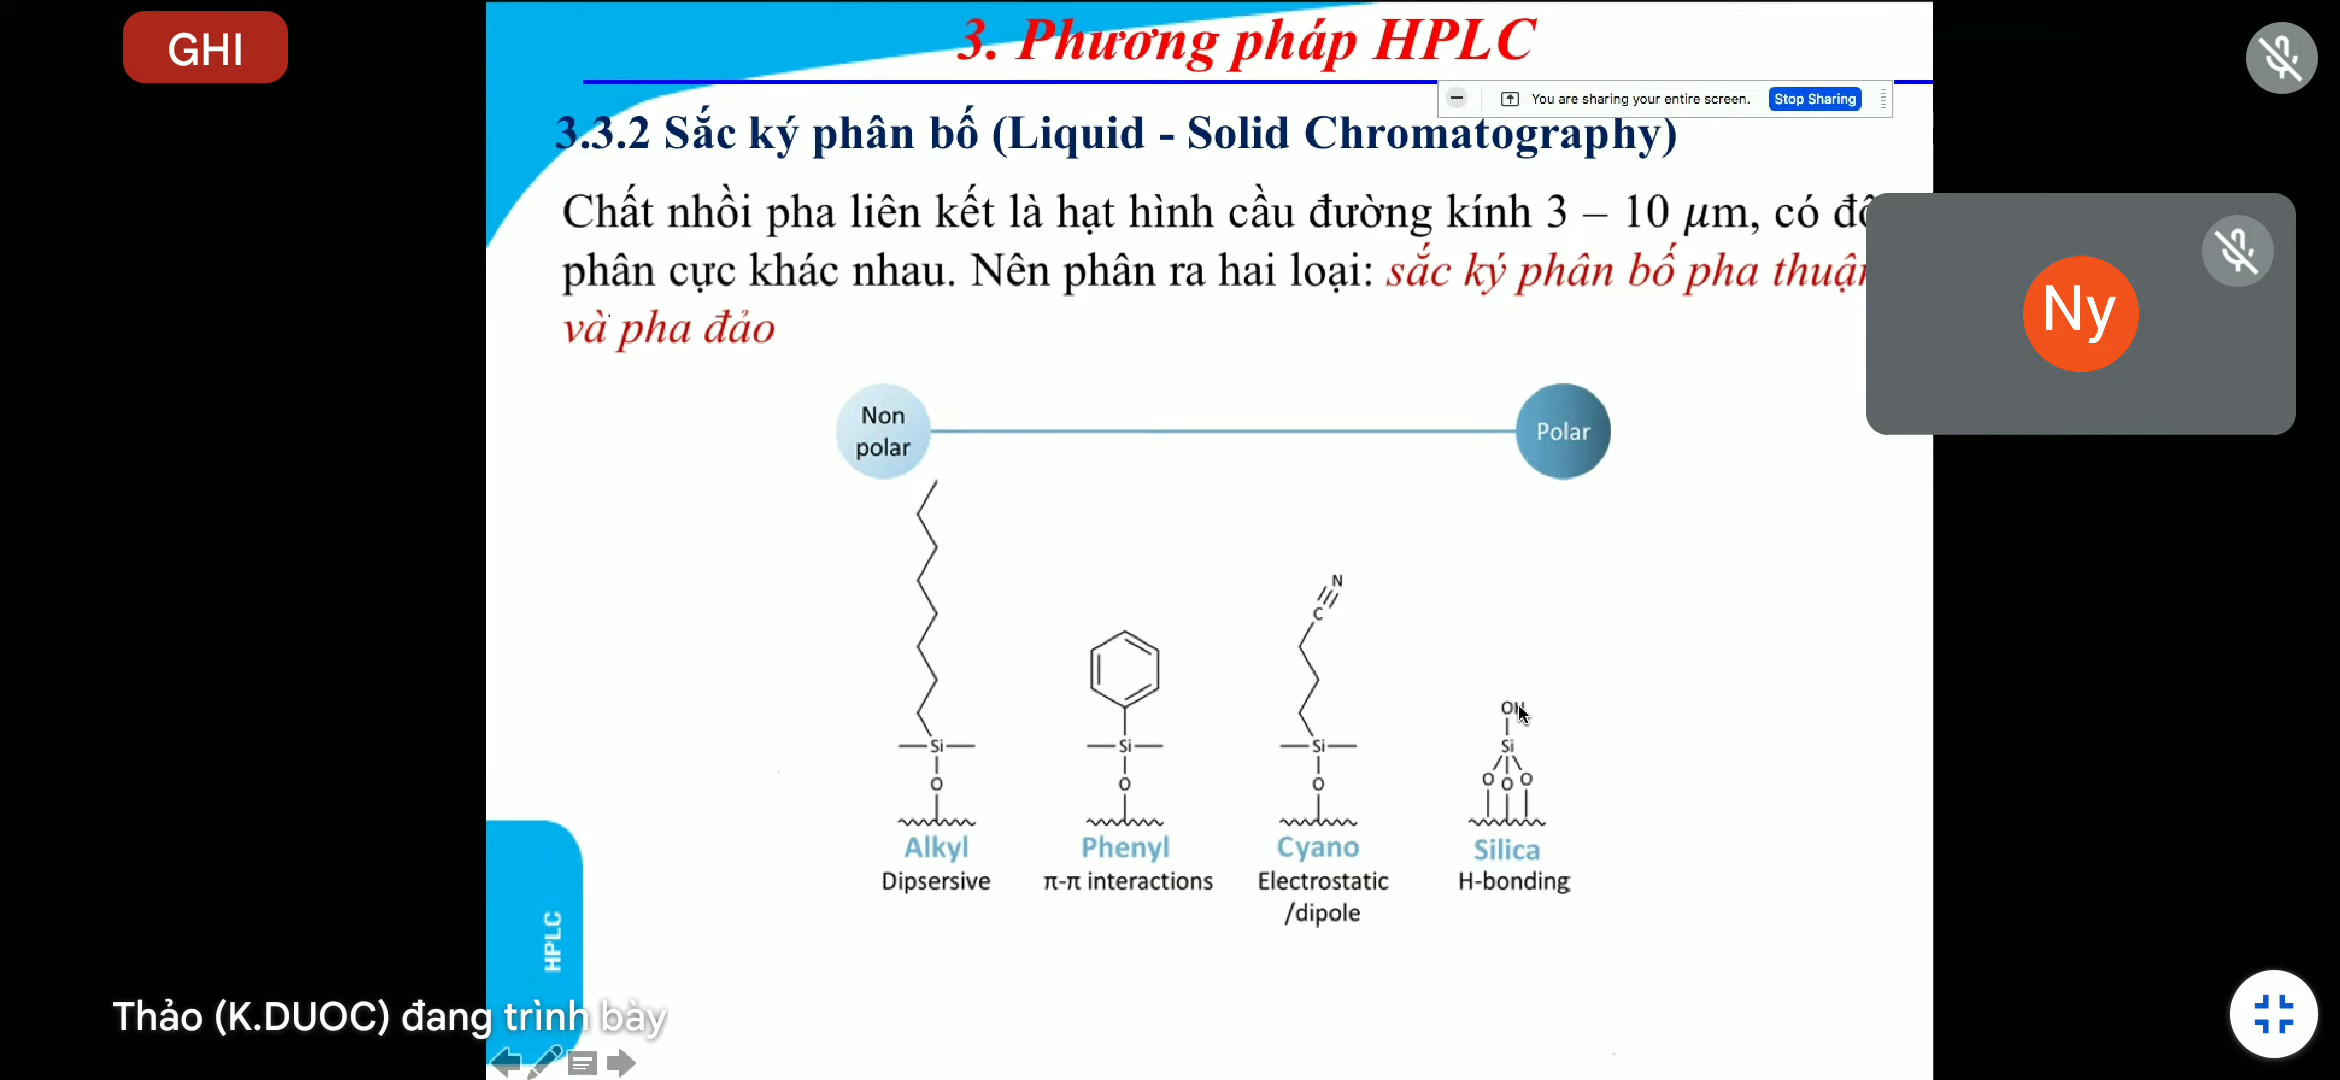 GHI
3. Phương pháp HPLC
You are sharing your entire screen. Stop Sharing
3.3.2 Sắc ký phân bố (Liquid - Solid Chromatography)
Chất nhồi pha liên kết là hạt hình cầu đường kính 3 – 10 µm, có
phân cực khác nhau. Nên phân ra hai loại: sắc ký phân bố pha
và pha đảo
Ny
Non
polar
Polar
N
C
OH
Si Si Si Si
O O O O O O
Alkyl Phenyl Cyano Silica
Dipsersive π-π interactions Electrostatic H-bonding
/dipole
HPLC
Thảo (K.DUOC) đang trình bày